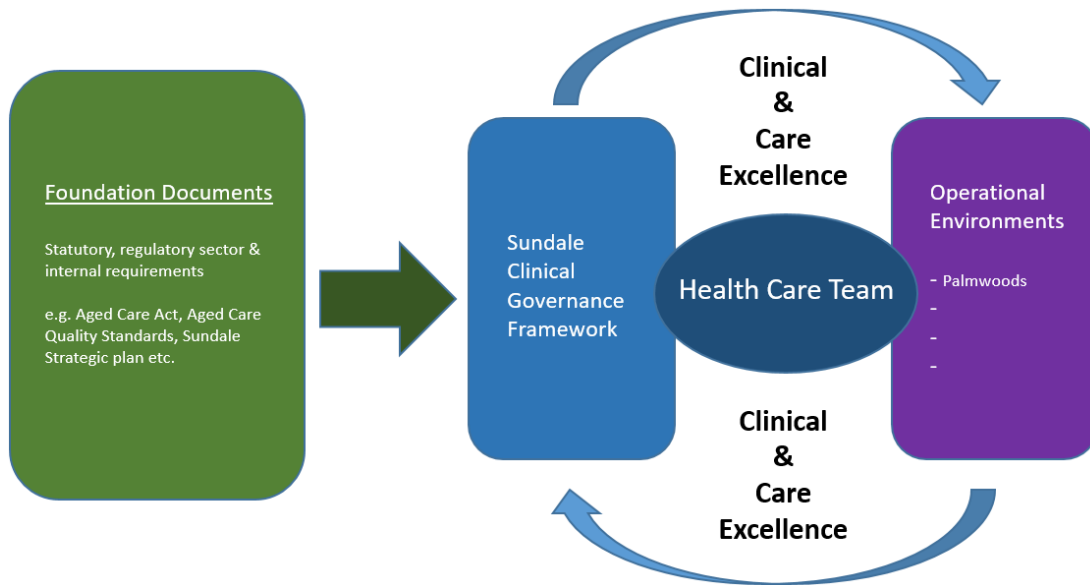 Foundation Documents
Statutory, regulatory sector &
internal requirements
e.g. Aged Care Act, Aged Care
Quality Standards, Sundale
Strategic plan etc.
Sundale
Clinical
Governance
Framework
Clinical
&
Care
Excellence
Health Care Team
Clinical
&
Care
Excellence
Operational
Environments
- Palmwoods
-
-
-